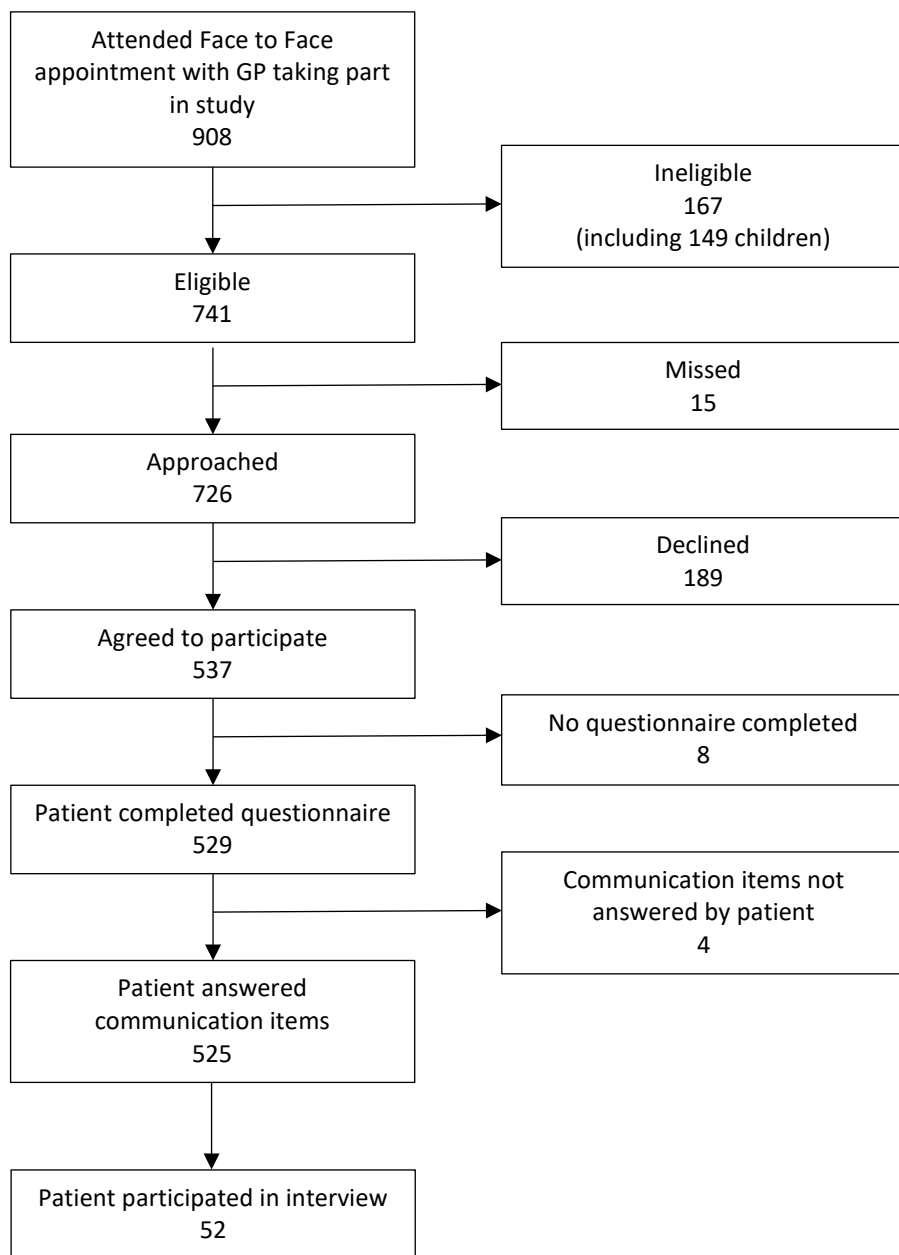 Attended Face to Face
appointment with GP taking part
in study
908
Ineligible
167
(including 149 children)
Eligible
741
Missed
15
Approached
726
Declined
189
Agreed to participate
537
No questionnaire completed
8
Patient completed questionnaire
529
Communication items not
answered by patient
4
Patient answered
communication items
525
Patient participated in interview
52